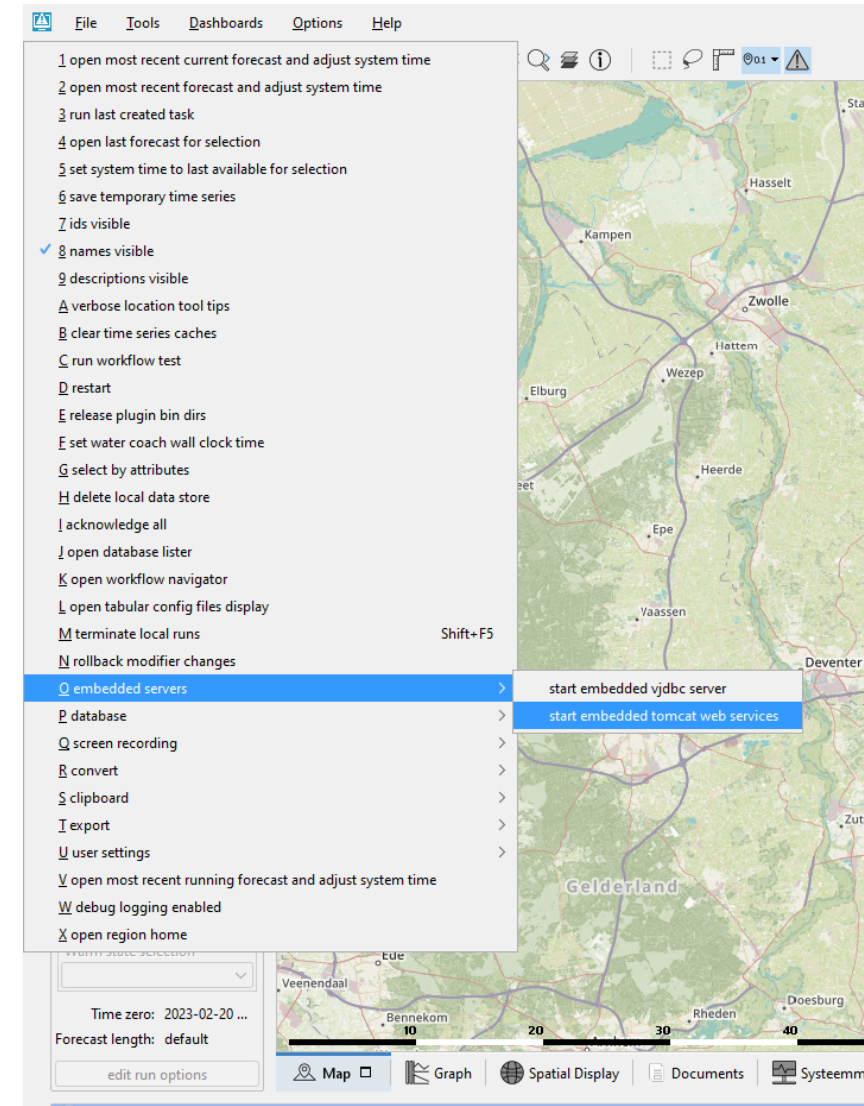 File Tools Dashboards Options Help
1 open most recent current forecast and adjust system time
2 open most recent forecast and adjust system time
3 run last created task
4 open last forecast for selection
5 set system time to last available for selection
6 save temporary time series
7 ids visible
8 names visible
9 descriptions visible
A verbose location tool tips
B clear time series caches
C run workflow test
D restart
E release plugin bin dirs
F set water coach wall clock time
G select by attributes
H delete local data store
I acknowledge all
J open database lister
K open workflow navigator
L open tabular config files display
M terminate local runs Shift+F5
N rollback modifier changes
O embedded servers
P database
Q screen recording
R convert
S clipboard
T export
U user settings
V open most recent running forecast and adjust system time
W debug logging enabled
X open region home
start embedded vjdbc server
start embedded tomcat web services
0.1
Sta
Hasselt
Kampen
Zwolle
Hattem
Wezep
Elburg
Heerde
eet
Epe
Vaassen
Deventer
Zut
Gelderland
Ede
Veenendaal
Bennekom
Rheden
Doesburg
10 20 30 40
Warm state selection
Time zero: 2023-02-20 ...
Forecast length: default
edit run options
Map Graph Spatial Display Documents Systeemm